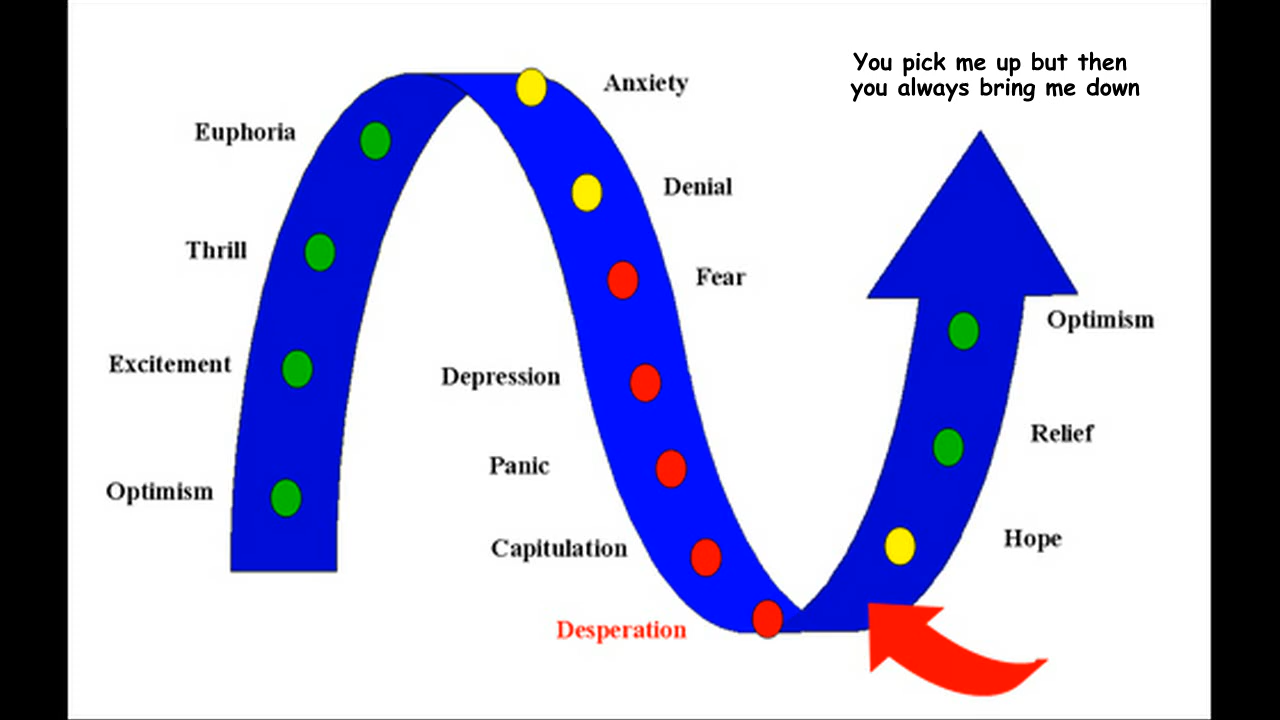 You pick me up but then
you always bring me down
Anxiety
Euphoria
Denial
Thrill
Fear
Optimism
Excitement
Depression
Relief
Panic
Optimism
Hope
Capitulation
Desperation